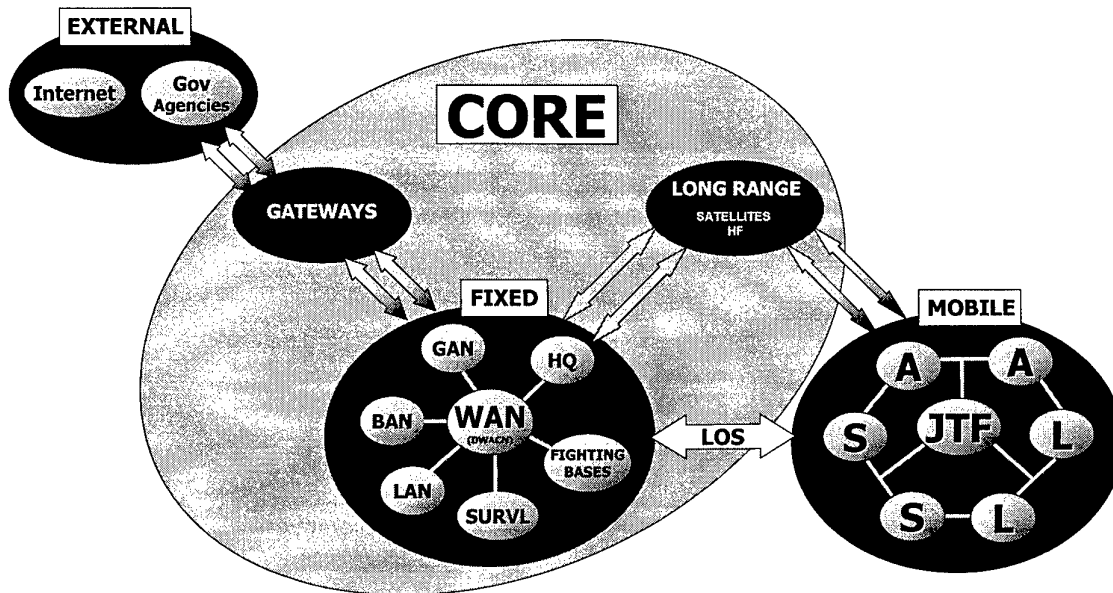 EXTERNAL
Internet
Gov
Agencies
CORE
GATEWAYS
LONG RANGE
SATELLITES
HF
FIXED
GAN
HQ
BAN
WAN
(DWACN)
FIGHTING
BASES
LAN
SURVL
LOS
MOBILE
A
A
S
JTF
L
S
L